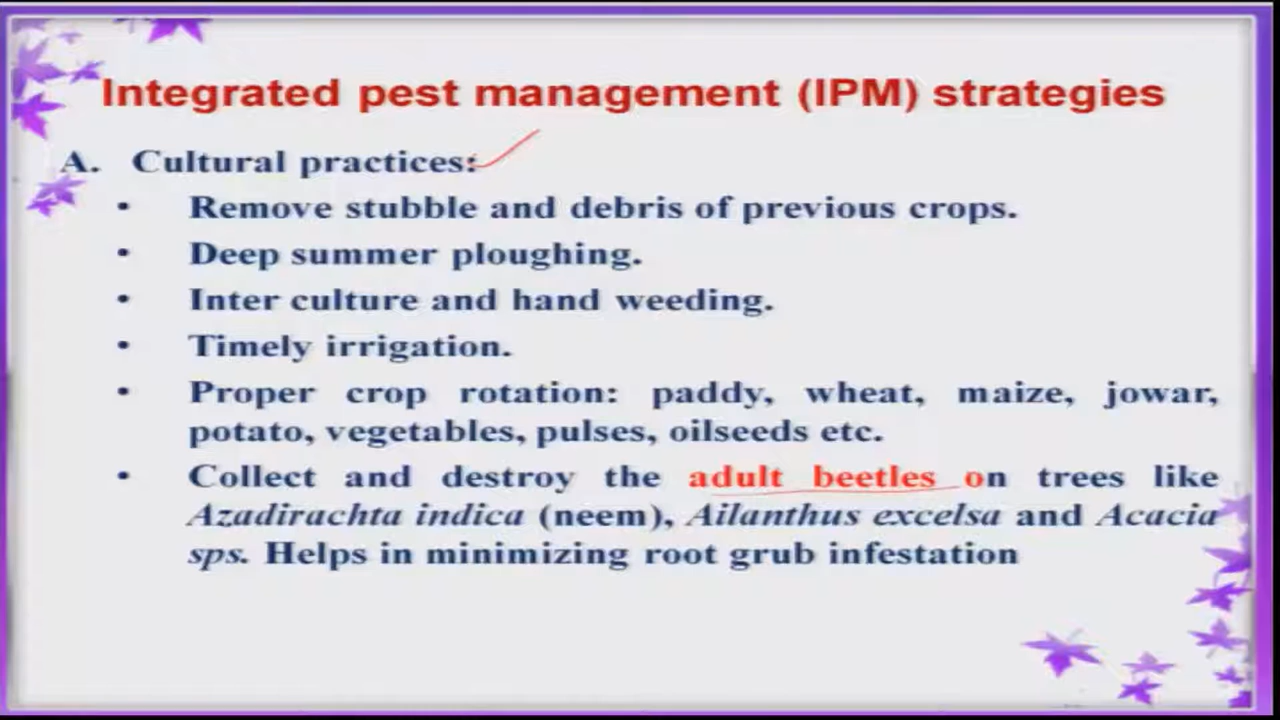 Integrated pest management (IPM) strategies
A. Cultural practices:
• Remove stubble and debris of previous crops.
• Deep summer ploughing.
• Inter culture and hand weeding.
• Timely irrigation.
• Proper crop rotation: paddy, wheat, maize, jowar,
potato, vegetables, pulses, oilseeds etc.
• Collect and destroy the adult beetles on trees like
Azadirachta indica (neem), Ailanthus excelsa and Acacia
sps. Helps in minimizing root grub infestation